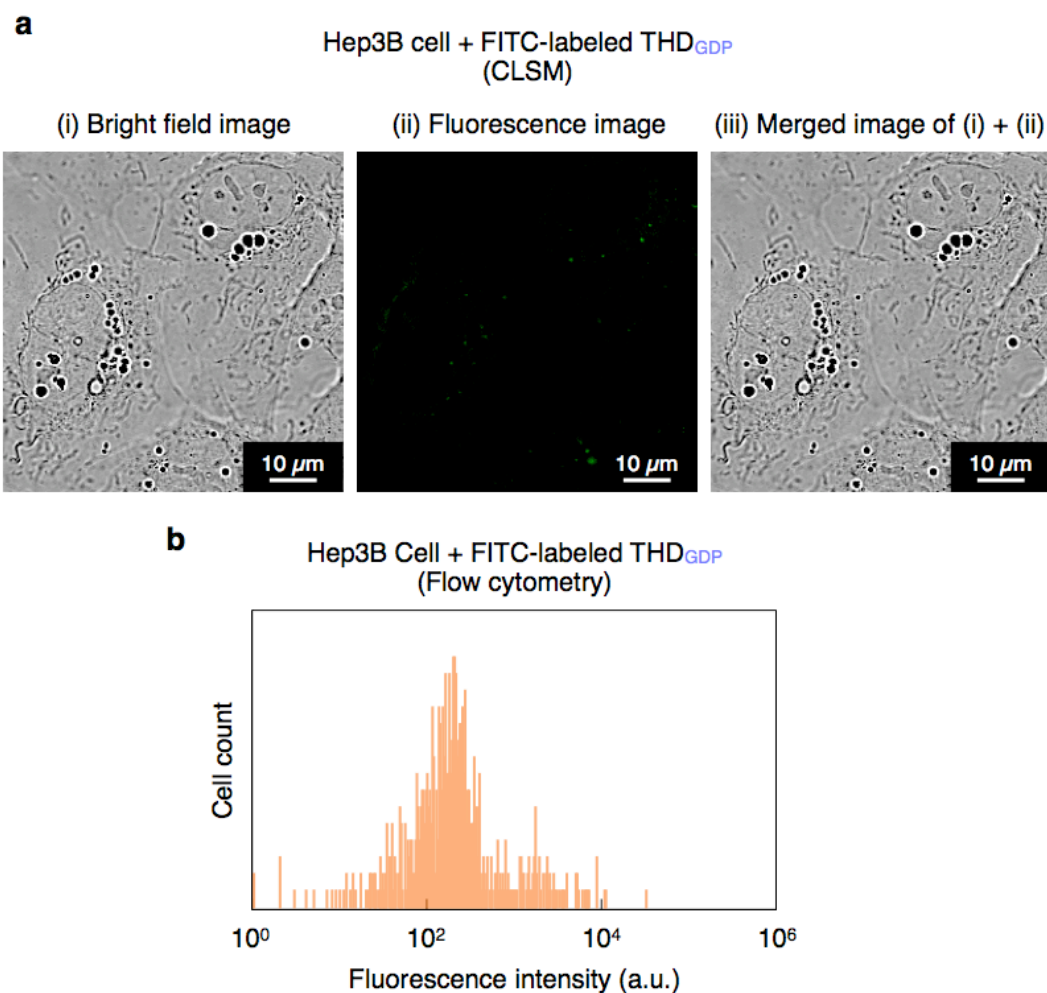 a
Hep3B cell + FITC-labeled THDGDP
(CLSM)
(i) Bright field image
(ii) Fluorescence image
(iii) Merged image of (i) + (ii)
10 µm
10 µm
10 µm
b
Hep3B Cell + FITC-labeled THDGDP
(Flow cytometry)
Cell count
10⁰ 10² 10⁴ 10⁶
Fluorescence intensity (a.u.)